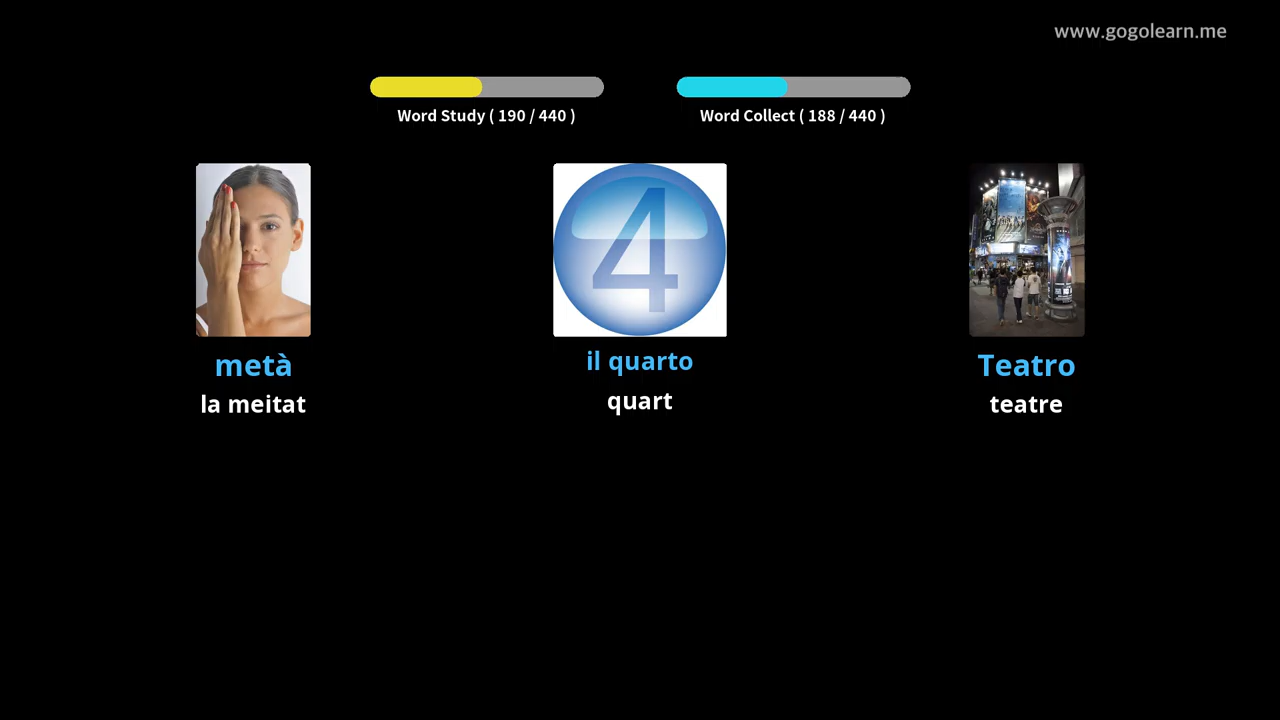 www.gogolearn.me
Word Study ( 190 / 440 )
Word Collect ( 188 / 440 )
4
metà
il quarto
Teatro
la meitat
quart
teatre